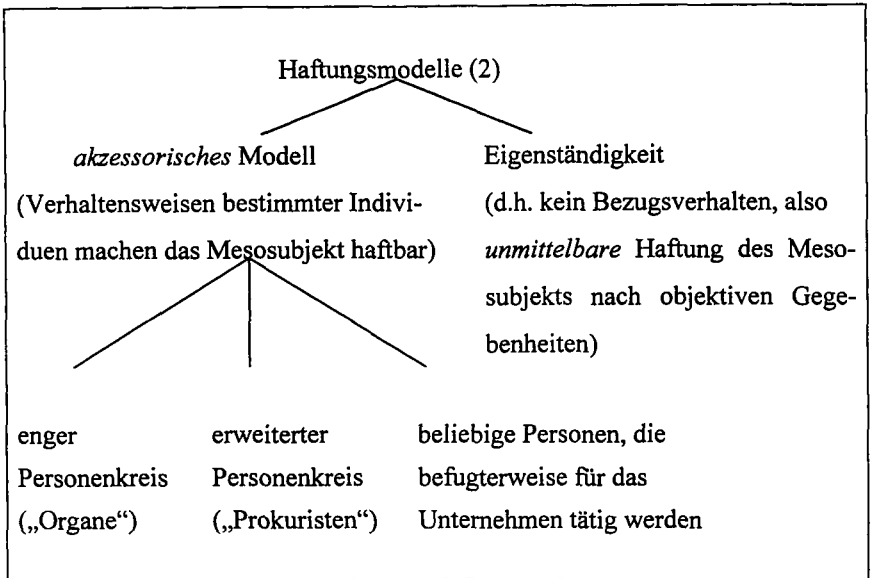 Haftungsmodelle (2)
akzessorisches Modell
(Verhaltensweisen bestimmter Indivi-
duen machen das Mesosubjekt haftbar)
Eigenständigkeit
(d.h. kein Bezugsverhalten, also
unmittelbare Haftung des Meso-
subjekts nach objektiven Gege-
benheiten)
enger
Personenkreis
(„Organe“)
erweiterter
Personenkreis
(„Prokuristen“)
beliebige Personen, die
befugterweise für das
Unternehmen tätig werden